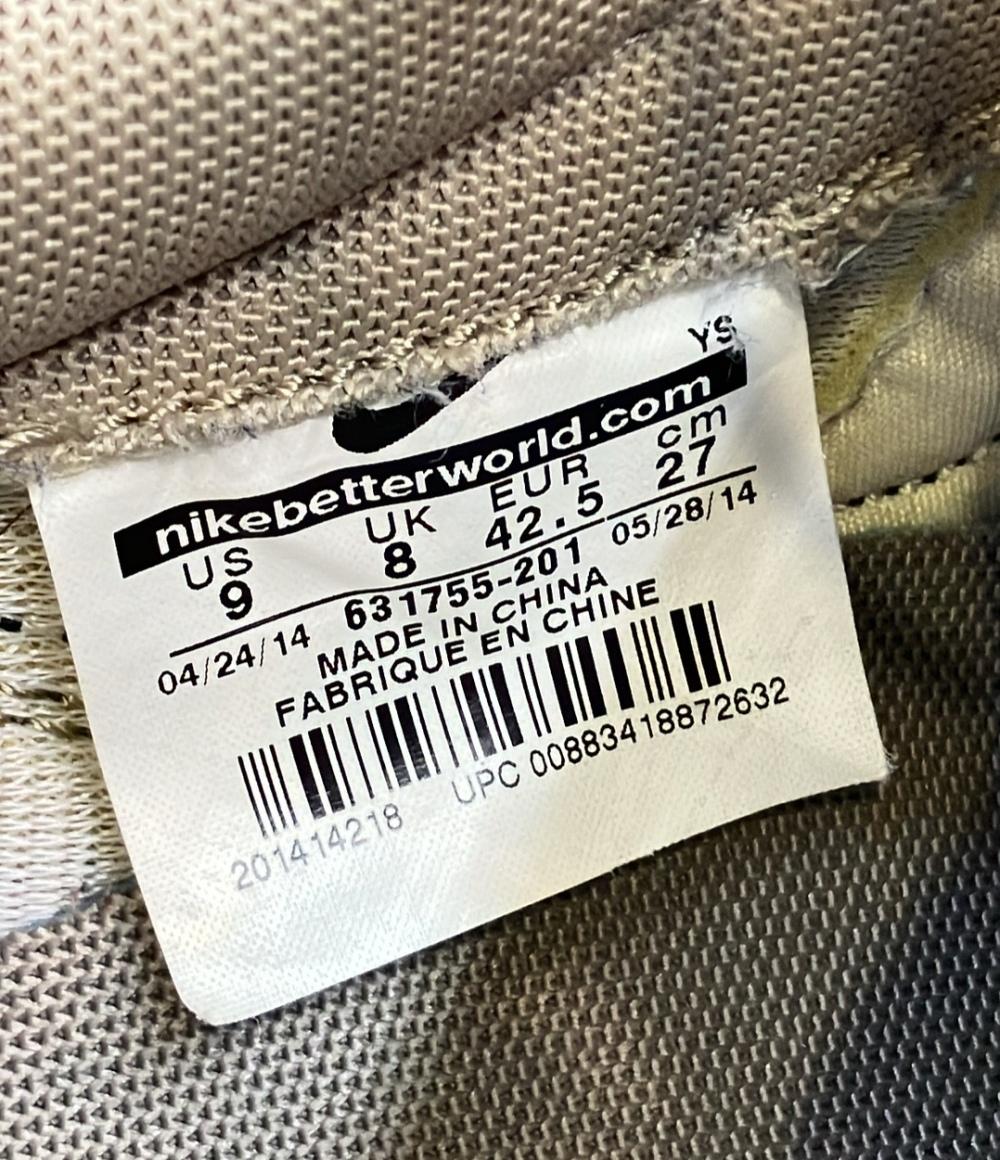 YS
nikebetterworld.com
US UK EUR cm
9 8 42.5 27
04/24/14 631755-201 05/28/14
MADE IN CHINA
FABRIQUE EN CHINE
201414218 UPC 00883418872632